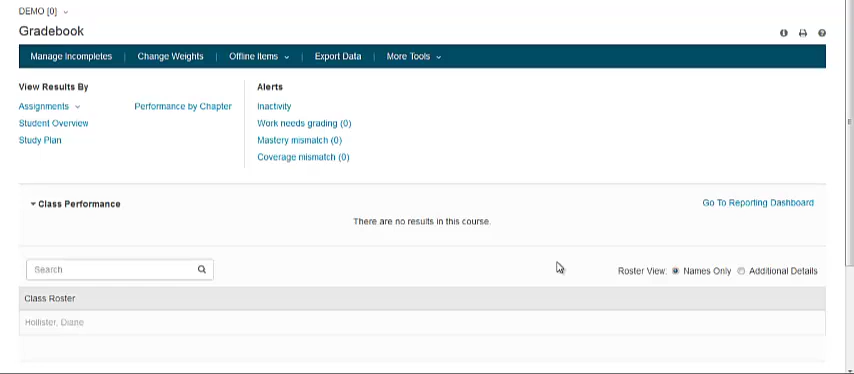 DEMO [0]
Gradebook
Manage Incompletes | Change Weights | Offline Items | Export Data | More Tools
View Results By
Assignments
Performance by Chapter
Student Overview
Study Plan
Alerts
Inactivity
Work needs grading (0)
Mastery mismatch (0)
Coverage mismatch (0)
Class Performance
Go To Reporting Dashboard
There are no results in this course.
Search
Roster View: Names Only Additional Details
Class Roster
Hollister, Diane